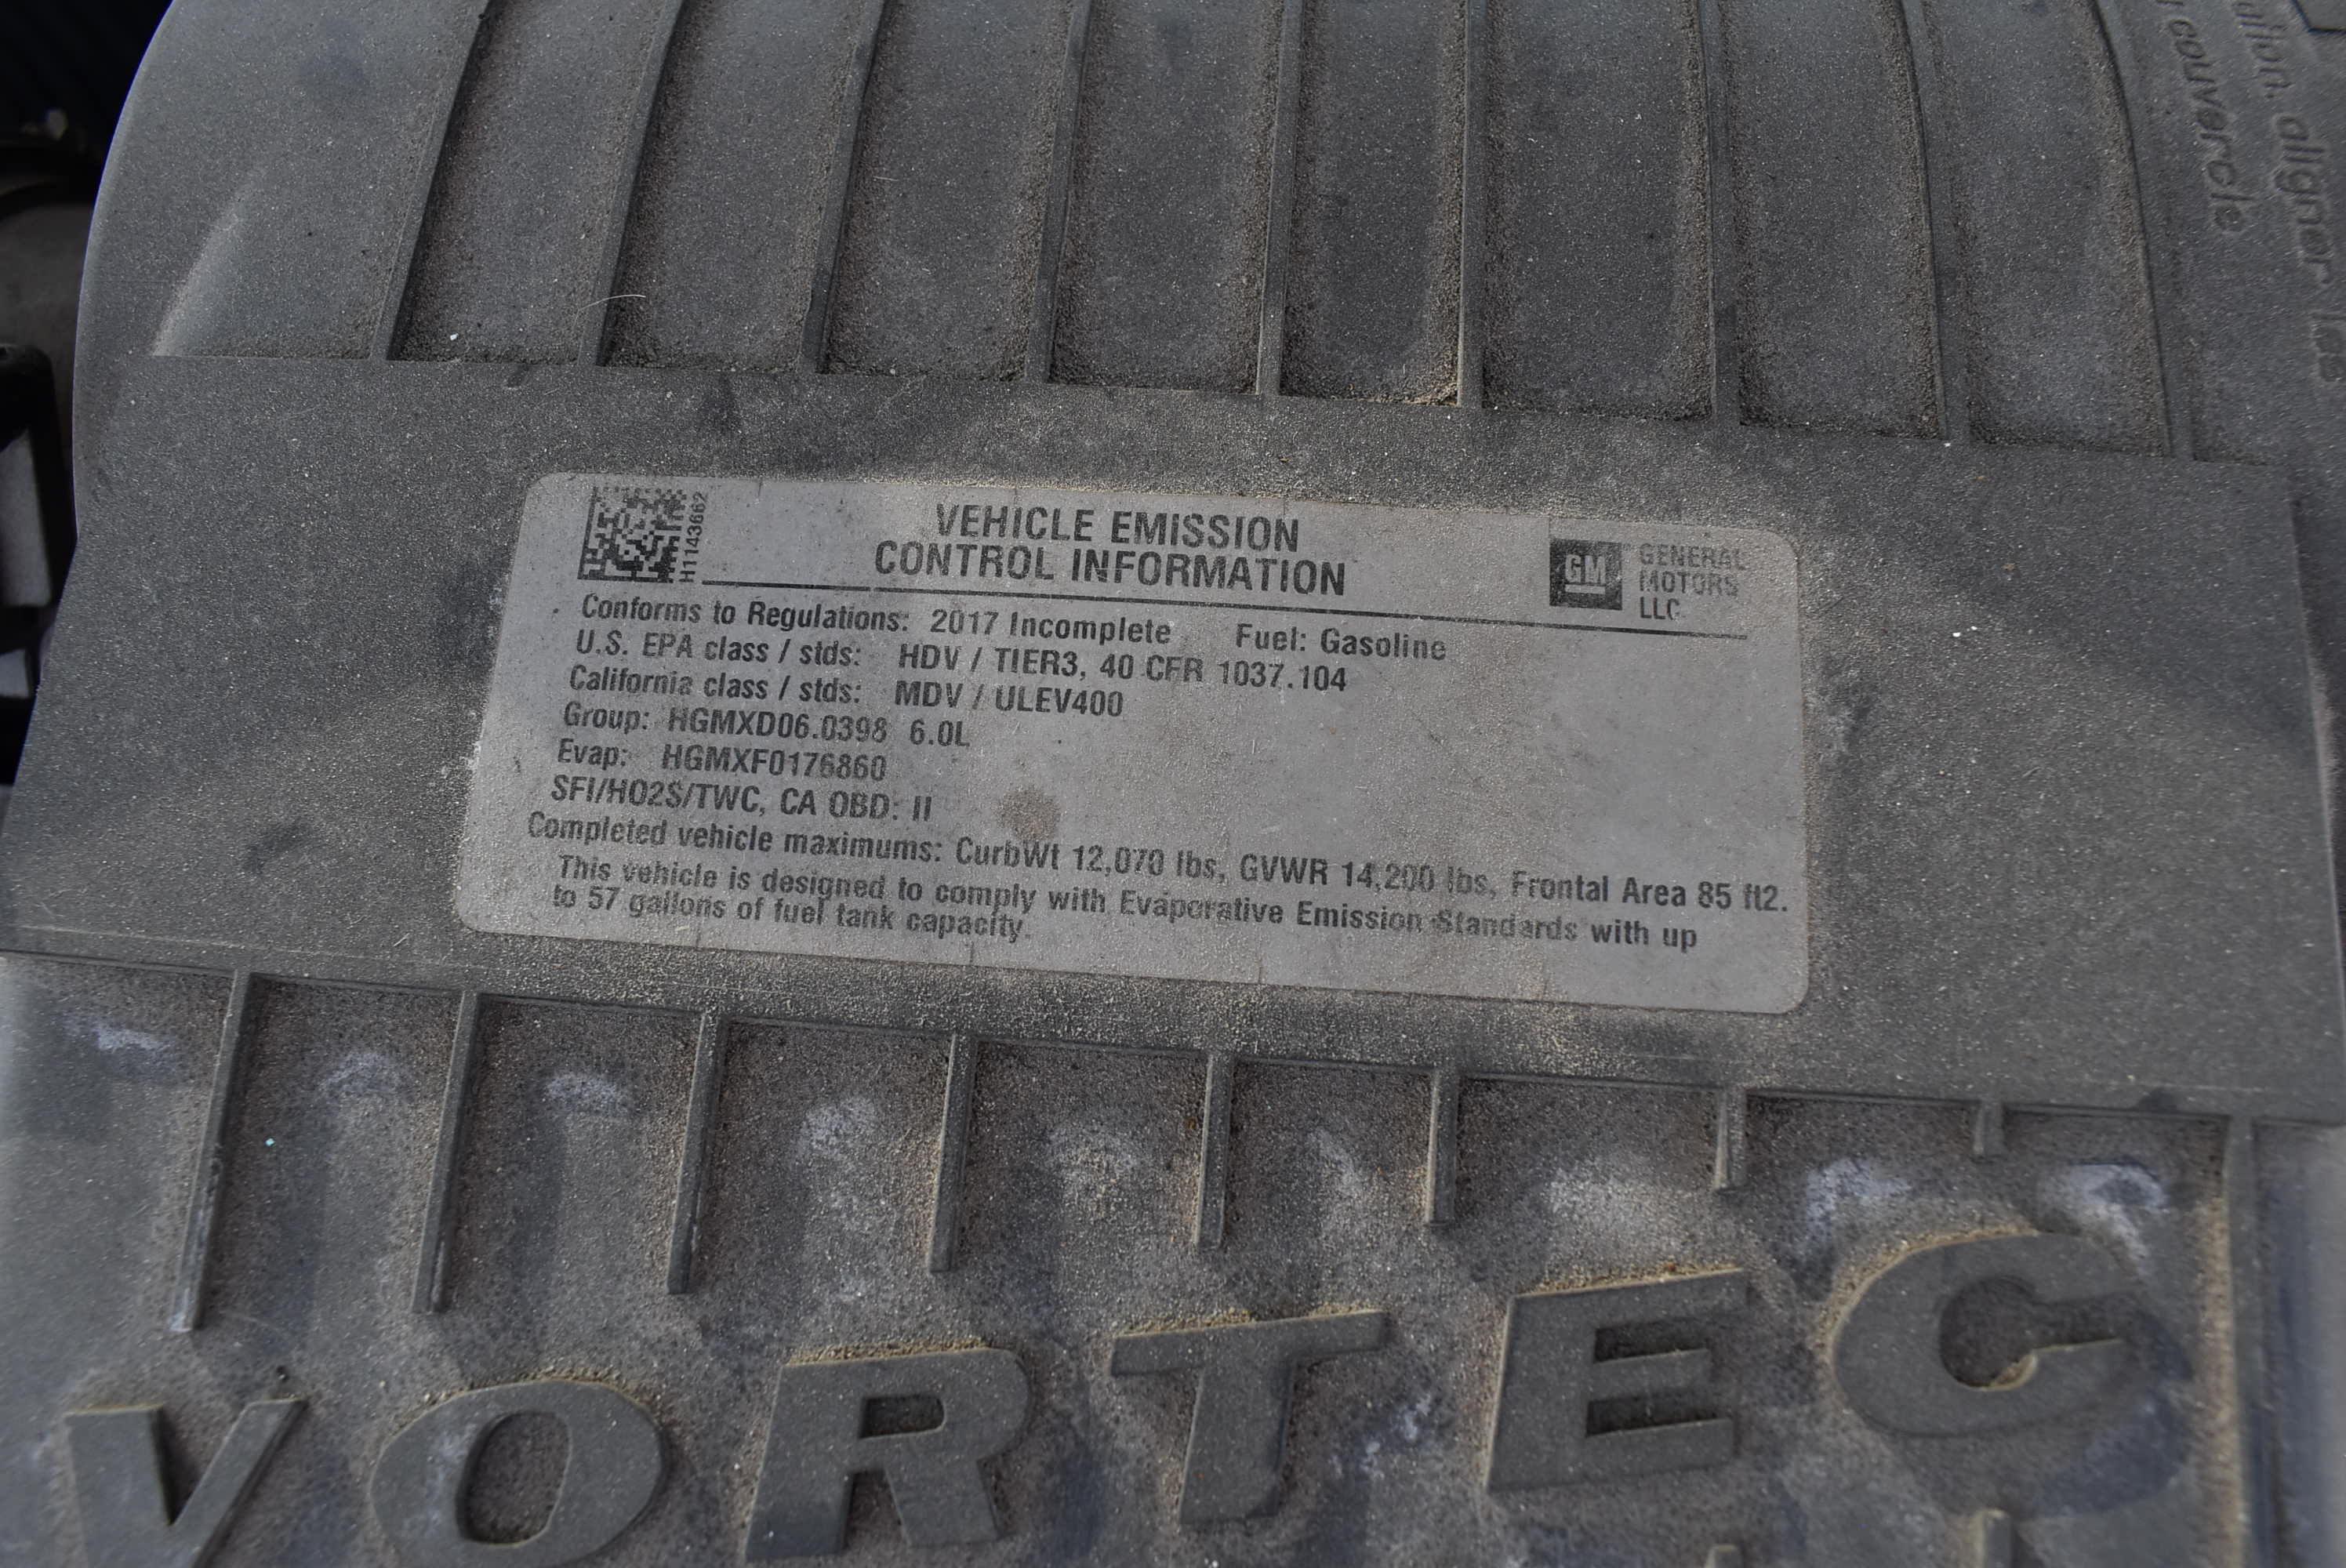 allation, aligner les
couvercle
H1143662
VEHICLE EMISSION
CONTROL INFORMATION
GM
GENERAL
MOTORS
LLC
Conforms to Regulations: 2017 Incomplete Fuel: Gasoline
U.S. EPA class / stds: HDV / TIER3, 40 CFR 1037.104
California class / stds: MDV / ULEV400
Group: HGMXD06.0398 6.0L
Evap: HGMXF0176860
SFI/HO2S/TWC, CA OBD: II
Completed vehicle maximums: CurbWt 12,070 lbs, GVWR 14,200 lbs, Frontal Area 85 ft2.
This vehicle is designed to comply with Evaporative Emission Standards with up
to 57 gallons of fuel tank capacity.
VORTEC